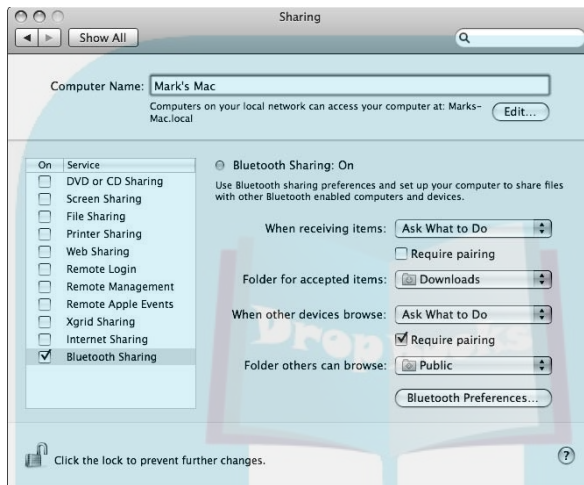 Sharing
Show All
Computer Name: Mark's Mac
Computers on your local network can access your computer at: Marks-
Mac.local
Edit...
On Service
DVD or CD Sharing
Screen Sharing
File Sharing
Printer Sharing
Web Sharing
Remote Login
Remote Management
Remote Apple Events
Xgrid Sharing
Internet Sharing
Bluetooth Sharing
Bluetooth Sharing: On
Use Bluetooth sharing preferences and set up your computer to share files
with other Bluetooth enabled computers and devices.
When receiving items: Ask What to Do
Require pairing
Folder for accepted items: Downloads
When other devices browse: Ask What to Do
Require pairing
Folder others can browse: Public
Bluetooth Preferences...
Click the lock to prevent further changes.
?